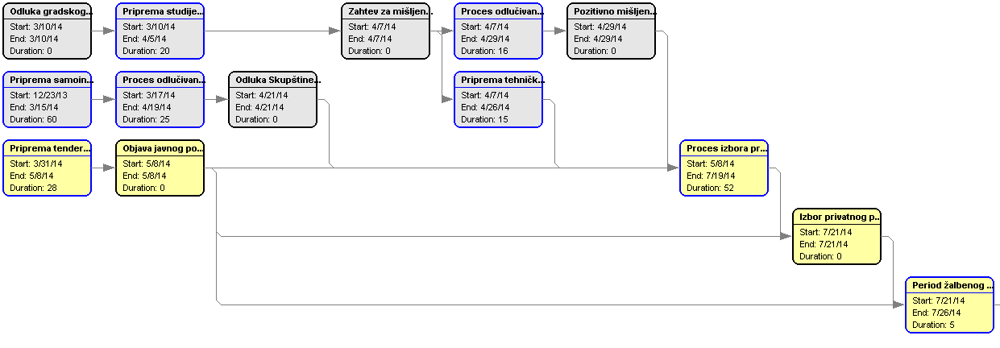 Odluka gradskog...
Start: 3/10/14
End: 3/10/14
Duration: 0
Priprema studije...
Start: 3/10/14
End: 4/5/14
Duration: 20
Zahtev za mišljen...
Start: 4/7/14
End: 4/7/14
Duration: 0
Proces odlučivan...
Start: 4/7/14
End: 4/29/14
Duration: 16
Pozitivno mišljen...
Start: 4/29/14
End: 4/29/14
Duration: 0
Priprema samoin...
Start: 12/23/13
End: 3/15/14
Duration: 60
Proces odlučivan...
Start: 3/17/14
End: 4/19/14
Duration: 25
Odluka Skupštine...
Start: 4/21/14
End: 4/21/14
Duration: 0
Priprema tehničk...
Start: 4/7/14
End: 4/26/14
Duration: 15
Priprema tender...
Start: 3/31/14
End: 5/8/14
Duration: 28
Objava javnog po...
Start: 5/8/14
End: 5/8/14
Duration: 0
Proces izbora pr...
Start: 5/8/14
End: 7/19/14
Duration: 52
Izbor privatnog p...
Start: 7/21/14
End: 7/21/14
Duration: 0
Period žalbenog ...
Start: 7/21/14
End: 7/26/14
Duration: 5